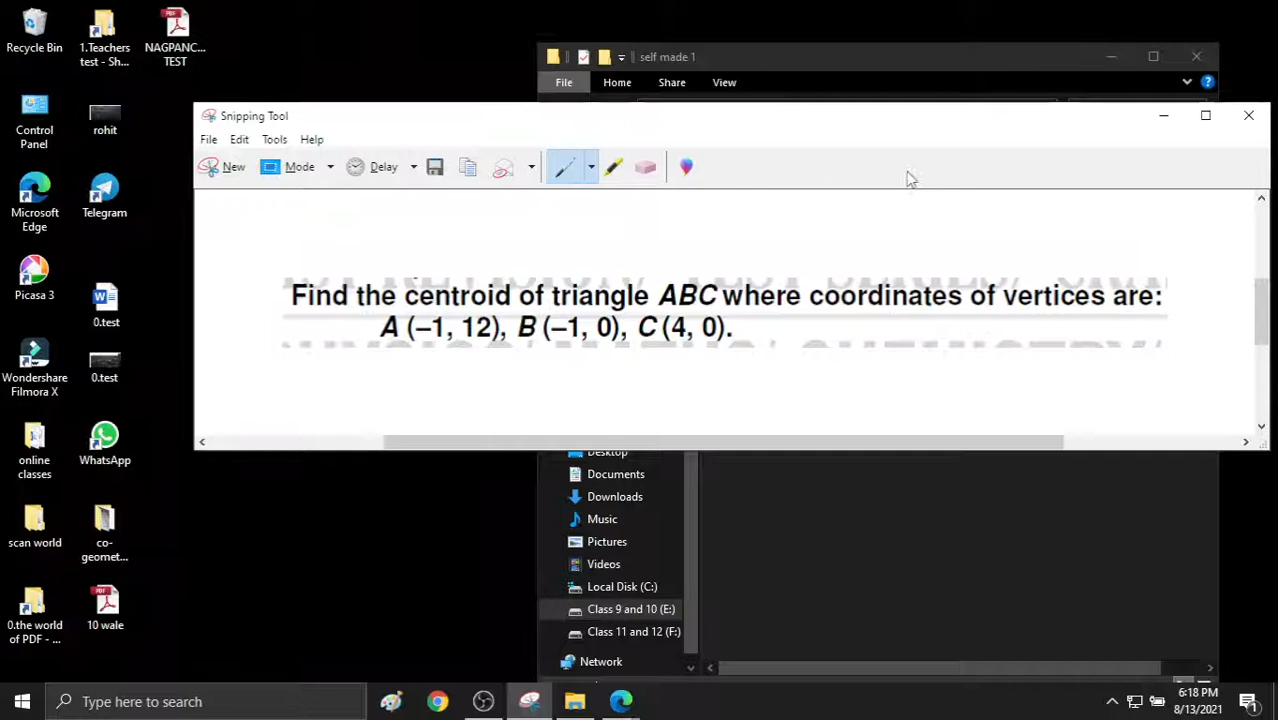 Recycle Bin
1.Teachers
test - Sh...
NAGPANC...
TEST
self made 1
File Home Share View
Snipping Tool
File Edit Tools Help
New Mode Delay
Find the centroid of triangle ABC where coordinates of vertices are:
A (–1, 12), B (–1, 0), C (4, 0).
Control
Panel
rohit
Microsoft
Edge
Telegram
Picasa 3
0.test
Wondershare
Filmora X
0.test
online
classes
WhatsApp
scan world
co-
geomet...
0.the world
of PDF - ...
10 wale
Desktop
Documents
Downloads
Music
Pictures
Videos
Local Disk (C:)
Class 9 and 10 (E:)
Class 11 and 12 (F:)
Network
Type here to search
6:18 PM
8/13/2021
1